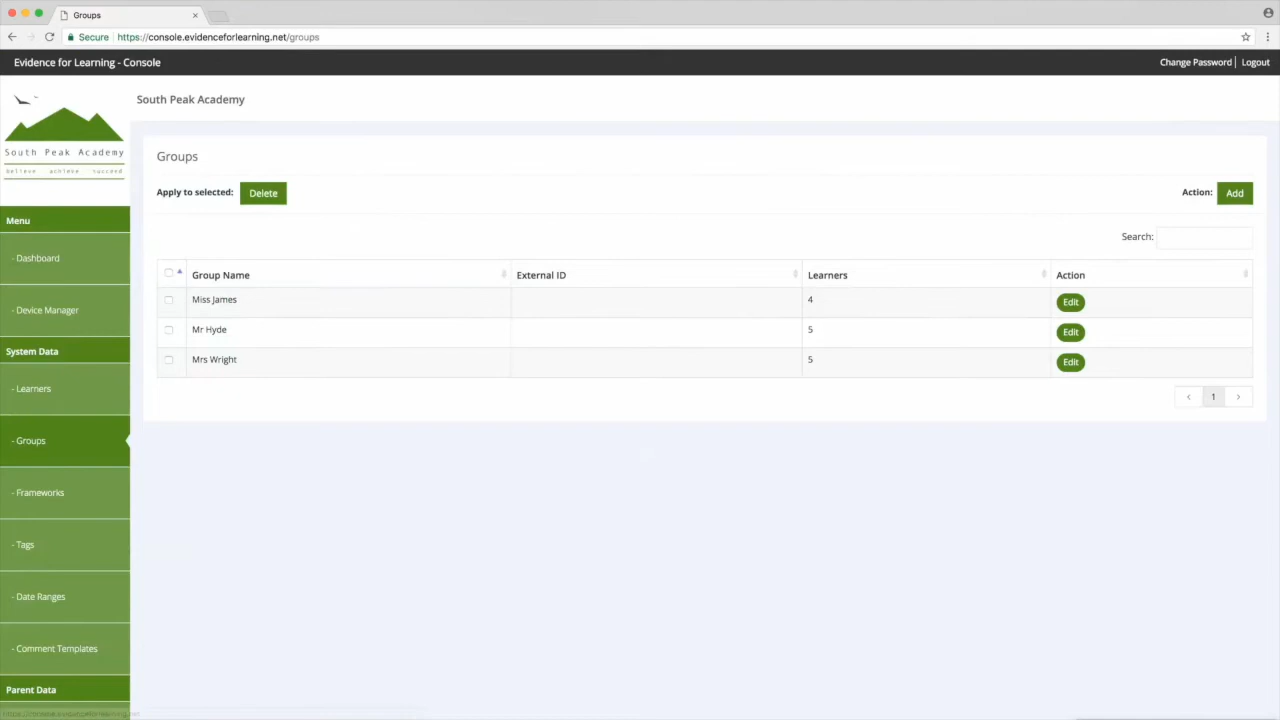 Groups
Secure https://console.evidenceforlearning.net/groups
Evidence for Learning - Console
Change Password | Logout
South Peak Academy
believe achieve succeed
South Peak Academy
Groups
Apply to selected: Delete
Action: Add
Search:
Group Name External ID Learners Action
Miss James 4 Edit
Mr Hyde 5 Edit
Mrs Wright 5 Edit
< 1 >
Menu
- Dashboard
- Device Manager
System Data
- Learners
- Groups
- Frameworks
- Tags
- Date Ranges
- Comment Templates
Parent Data